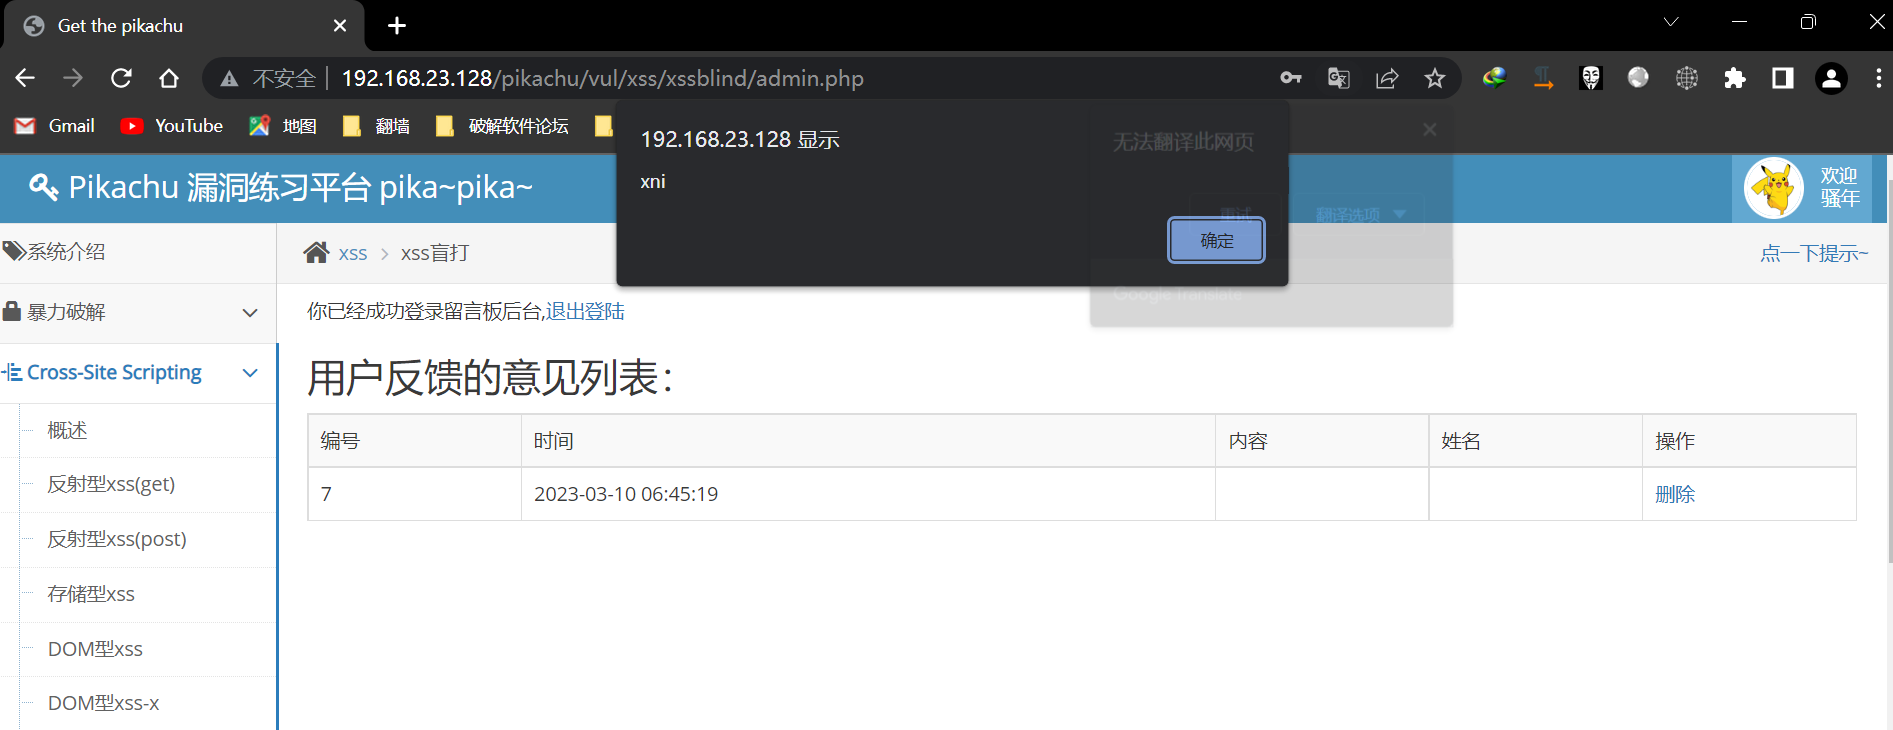 Get the pikachu
不安全 192.168.23.128/pikachu/vul/xss/xssblind/admin.php
Gmail YouTube 地图 翻墙 破解软件论坛
192.168.23.128 显示
xni
确定
无法翻译此网页
重试 翻译选项
Google Translate
Pikachu 漏洞练习平台 pika~pika~
欢迎
骚年
系统介绍
xss > xss盲打
点一下提示~
暴力破解
你已经成功登录留言板后台,退出登陆
Cross-Site Scripting
用户反馈的意见列表：
编号 时间 内容 姓名 操作
7 2023-03-10 06:45:19 删除
概述
反射型xss(get)
反射型xss(post)
存储型xss
DOM型xss
DOM型xss-x